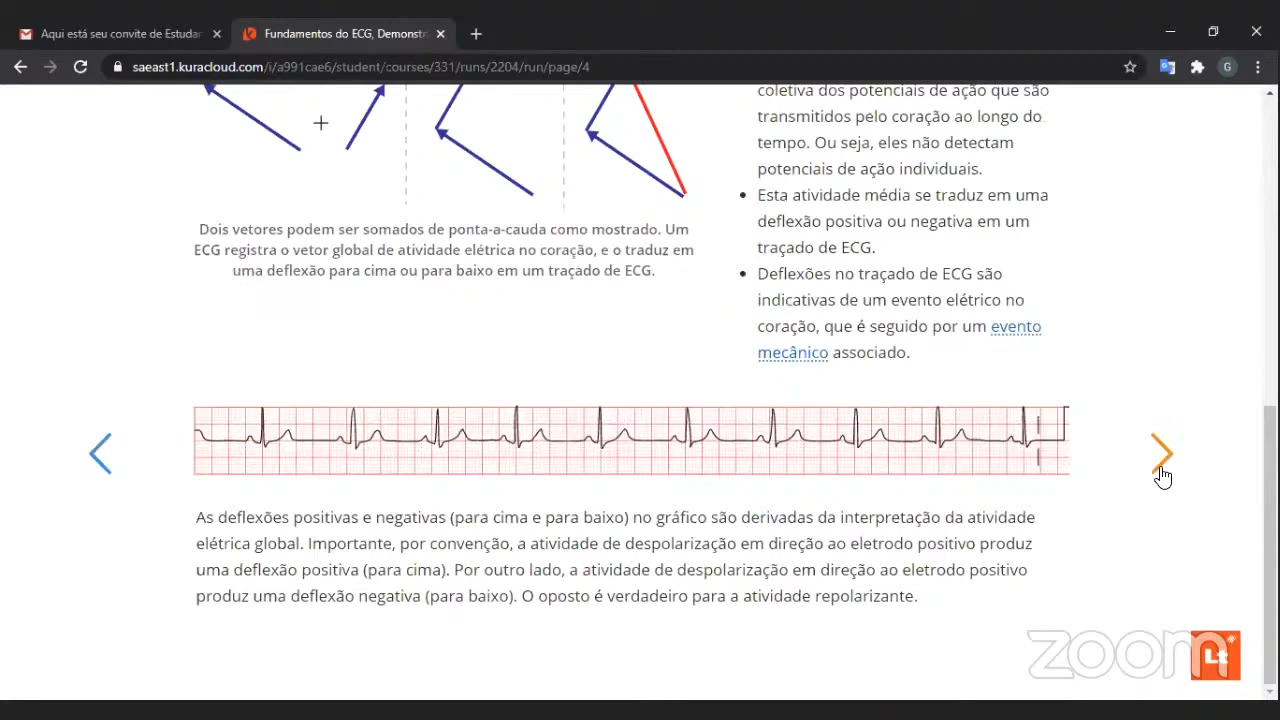 Aqui está seu convite de Estudar
Fundamentos do ECG, Demonstr
saeast1.kuracloud.com/i/a991cae6/student/courses/331/runs/2204/run/page/4
G
Dois vetores podem ser somados de ponta-a-cauda como mostrado. Um
ECG registra o vetor global de atividade elétrica no coração, e o traduz em
uma deflexão para cima ou para baixo em um traçado de ECG.
coletiva dos potenciais de ação que são
transmitidos pelo coração ao longo do
tempo. Ou seja, eles não detectam
potenciais de ação individuais.
Esta atividade média se traduz em uma
deflexão positiva ou negativa em um
traçado de ECG.
Deflexões no traçado de ECG são
indicativas de um evento elétrico no
coração, que é seguido por um evento
mecânico associado.
As deflexões positivas e negativas (para cima e para baixo) no gráfico são derivadas da interpretação da atividade
elétrica global. Importante, por convenção, a atividade de despolarização em direção ao eletrodo positivo produz
uma deflexão positiva (para cima). Por outro lado, a atividade de despolarização em direção ao eletrodo positivo
produz uma deflexão negativa (para baixo). O oposto é verdadeiro para a atividade repolarizante.
zoom
Lt